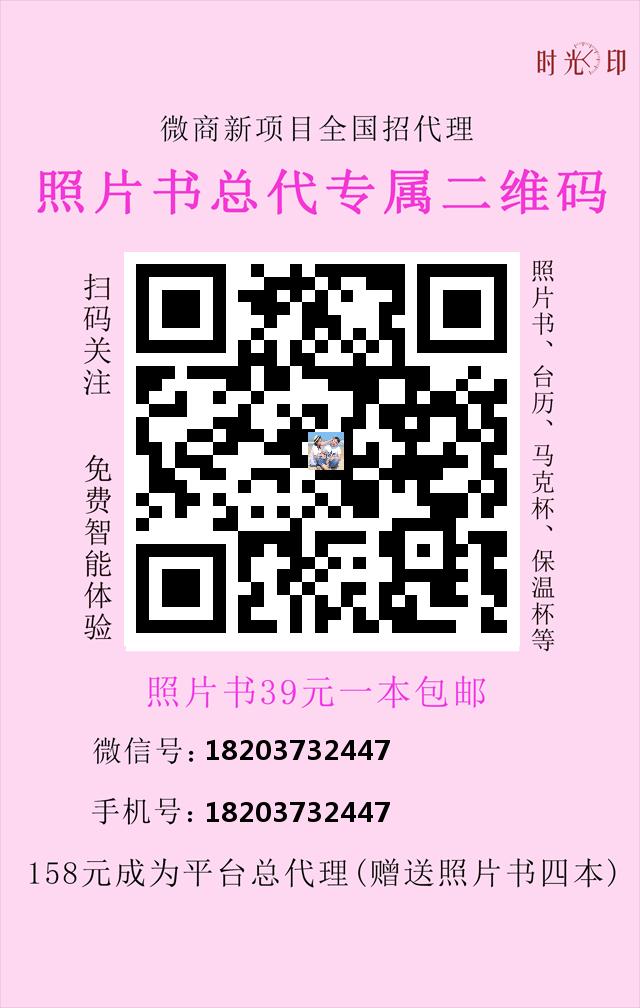 时光印
微商新项目全国招代理
照片书总代专属二维码
扫码关注
免费智能体验
照片书、台历、马克杯、保温杯等
照片书39元一本包邮
微信号：18203732447
手机号：18203732447
158元成为平台总代理(赠送照片书四本)